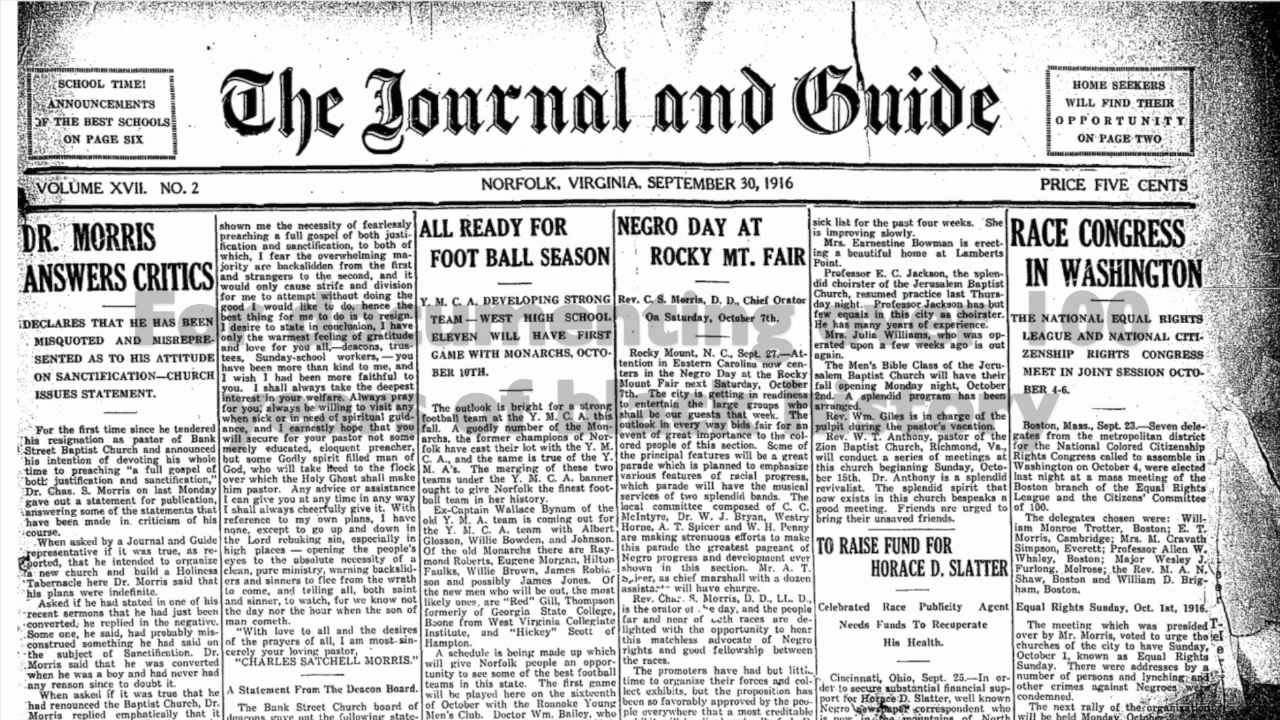 SCHOOL TIME!
ANNOUNCEMENTS
OF THE BEST SCHOOLS
ON PAGE SIX
The Journal and Guide
HOME SEEKERS
WILL FIND THEIR
OPPORTUNITY
ON PAGE TWO
VOLUME XVII. NO. 2
NORFOLK, VIRGINIA, SEPTEMBER 30, 1916
PRICE FIVE CENTS
DR. MORRIS
ANSWERS CRITICS
DECLARES THAT HE HAS BEEN
MISQUOTED AND MISREPRE-
SENTED AS TO HIS ATTITUDE
ON SANCTIFICATION—CHURCH
ISSUES STATEMENT.
For the first time since he tendered
his resignation as pastor of Bank
Street Baptist Church and announced
his intention of devoting his whole
time to preaching "a full gospel of
both justification and sanctification,"
Dr. Chas. S. Morris on last Monday
gave out a statement for publication,
answering some of the statements that
have been made in criticism of his
course.
When asked by a Journal and Guide
representative if it was true, as re-
ported, that he intended to organize
a new church and build a Holiness
Tabernacle here Dr. Morris said that
his plans were indefinite.
Asked if he had stated in one of his
recent sermons that he had just been
converted, he replied in the negative.
Some one, he said, had probably mis-
construed something he had said on
the subject of Sanctification. Dr.
Morris said that he was converted
when he was a boy and had never had
any reason since to doubt it.
When asked if it was true that he
had renounced the Baptist Church, Dr.
Morris replied emphatically that it
shown me the necessity of fearlessly
preaching a full gospel of both justi-
fication and sanctification, to both of
which, I fear the overwhelming ma-
jority are backslidden from the first
and strangers to the second, and it
would only cause strife and division
for me to attempt without doing the
good I would like to do, hence the
best thing for me to do is to resign.
I desire to state in conclusion, I have
only the warmest feeling of gratitude
and love for you all,—deacons, trus-
tees, Sunday-school workers,—you
have been more than kind to me, and
I wish I had been more faithful to
you. I shall always take the deepest
interest in your welfare. Always pray
for you; always be willing to visit any
when sick or in need of spiritual guid-
ance, and I earnestly hope that you
will secure for your pastor not some
merely educated, eloquent preacher,
but some Godly spirit filled man of
God, who will take heed to the flock
over which the Holy Ghost shall make
him pastor. Any advice or assistance
I can give you at any time in any way
I shall always cheerfully give it. With
reference to my own plans, I have
none, except to go up and down in
the Lord rebuking sin, especially in
high places — opening the people's
eyes to the absolute necessity of a
clean, pure ministry, warning backslid-
ers and sinners to flee from the wrath
to come, and telling, all both saint
and sinner, to watch, for we know not
the day nor the hour when the son of
man cometh.
"With love to all and the desires
of the prayers of all, I am most sin-
cerely your loving pastor,
"CHARLES SATCHELL MORRIS."
A Statement From The Deacon Board.
The Bank Street Church board of
deacons gave out the following state-
ALL READY FOR
FOOT BALL SEASON
Y. M. C. A. DEVELOPING STRONG
TEAM—WEST HIGH SCHOOL
ELEVEN WILL HAVE FIRST
GAME WITH MONARCHS, OCTO-
BER 10TH.
The outlook is bright for a strong
football team at the Y. M. C. A. this
fall. A goodly number of the Mon-
archs, the former champions of Nor-
folk have cast their lot with the Y. M.
C. A., and the same is true of the Y.
M. A's. The merging of these two
teams under the Y. M. C. A. banner
ought to give Norfolk the finest foot-
ball team in her history.
Ex-Captain Wallace Bynum of the
old Y. M. A. team is coming out for
the Y. M. C. A. team with Albert
Glosson, Willie Bowden, and Johnson.
Of the old Monarchs there are Ray-
mond Roberts, Eugene Morgan, Hilton
Faulks, Willie Brown, James Robi-
son and possibly James Jones. Of
the new men who will be out, the most
likely ones, are "Red" Gill, Thompson
formerly of Georgia State College,
Boone from West Virginia Collegiate
Institute, and "Hickey" Scott of
Hampton.
A schedule is being made up which
will give Norfolk people an oppor-
tunity to see some of the best football
teams in this state. The first game
will be played here on the sixteenth
of October with the Roanoke Young
Men's Club. Doctor Wm. Bailey, who
NEGRO DAY AT
ROCKY MT. FAIR
Rev. C. S. Morris, D. D., Chief Orator
On Saturday, October 7th.
Rocky Mount, N. C., Sept. 27.—At-
tention in Eastern Carolina now cen-
ters in the Negro Day at the Rocky
Mount Fair next Saturday, October
7th. The city is getting in readiness
to entertain the large groups who
shall be our guests that week. The
outlook in every way bids fair for an
event of great importance to the col-
ored people of this section. Some of
the principal features will be a great
parade which is planned to emphasize
various features of racial progress,
which parade will have the musical
services of two splendid bands. The
local committee composed of C. C.
McIntyre, Dr. W. J. Bryan, Westry
Horne, A. T. Spicer and W. H. Penny
are making strenuous efforts to make
this parade the greatest pageant of
Negro progress and development ever
shown in this section. Mr. A. T.
Spicer, as chief marshall with a dozen
assistants will have charge.
Rev. Chas. S. Morris, D. D., LL. D.,
is the orator of the day, and the people
far and near of both races are de-
lighted with the opportunity to hear
this matchless advocate of Negro
rights and good fellowship between
the races.
The promoters have had but little
time to organize their forces and col-
lect exhibits, but the proposition has
been so favorably approved by the peo-
ple everywhere that a most creditable
sick list for the past four weeks. She
is improving slowly.
Mrs. Earnestine Bowman is erect-
ing a beautiful home at Lamberts
Point.
Professor E. C. Jackson, the splen-
did choirster of the Jerusalem Baptist
Church, resumed practice last Thurs-
day night. Professor Jackson has but
few equals in this city as choirster.
He has many years of experience.
Mrs. Julia Williams, who was op-
erated upon a few weeks ago is out
again.
The Men's Bible Class of the Jeru-
salem Baptist Church will have their
fall opening Monday night, October
2nd. A splendid program has been
arranged.
Rev. Wm. Giles is in charge of the
pulpit during the pastor's vacation.
Rev. W. T. Anthony, pastor of the
Zion Baptist Church, Richmond, Va.,
will conduct a series of meetings at
this church beginning Sunday, Octo-
ber 15th. Dr. Anthony is a splendid
revivalist. The splendid spirit that
now exists in this church bespeaks a
good meeting. Friends are urged to
bring their unsaved friends.
TO RAISE FUND FOR
HORACE D. SLATTER
Celebrated Race Publicity Agent
Needs Funds To Recuperate
His Health.
Cincinnati, Ohio, Sept. 25.—In or-
der to secure substantial financial sup-
port for Horace D. Slatter, well known
Negro newspaper correspondent who
is now in the mountains of North
RACE CONGRESS
IN WASHINGTON
THE NATIONAL EQUAL RIGHTS
LEAGUE AND NATIONAL CITI-
ZENSHIP RIGHTS CONGRESS
MEET IN JOINT SESSION OCTO-
BER 4-6.
Boston, Mass., Sept. 23.—Seven dele-
gates from the metropolitan district
for the National Colored Citizenship
Rights Congress called to assemble in
Washington on October 4, were elected
last night at a mass meeting of the
Boston branch of the Equal Rights
League and the Citizens' Committee
of 100.
The delegates chosen were: Wil-
liam Monroe Trotter, Boston; E. T.
Morris, Cambridge; Mrs. M. Cravath
Simpson, Everett; Professor Allen W.
Whaley, Boston; Major Wesley J.
Furlong, Melrose; the Rev. M. A. N.
Shaw, Boston and William D. Brig-
ham, Boston.
Equal Rights Sunday, Oct. 1st, 1916.
The meeting which was presided
over by Mr. Morris, voted to urge the
churches of the city to have Sunday,
October 1, known as Equal Rights
Sunday. There were addresses by a
number of persons and lynching and
other crimes against Negroes were
condemned.
The next rally of the organization
will be held Monday, October